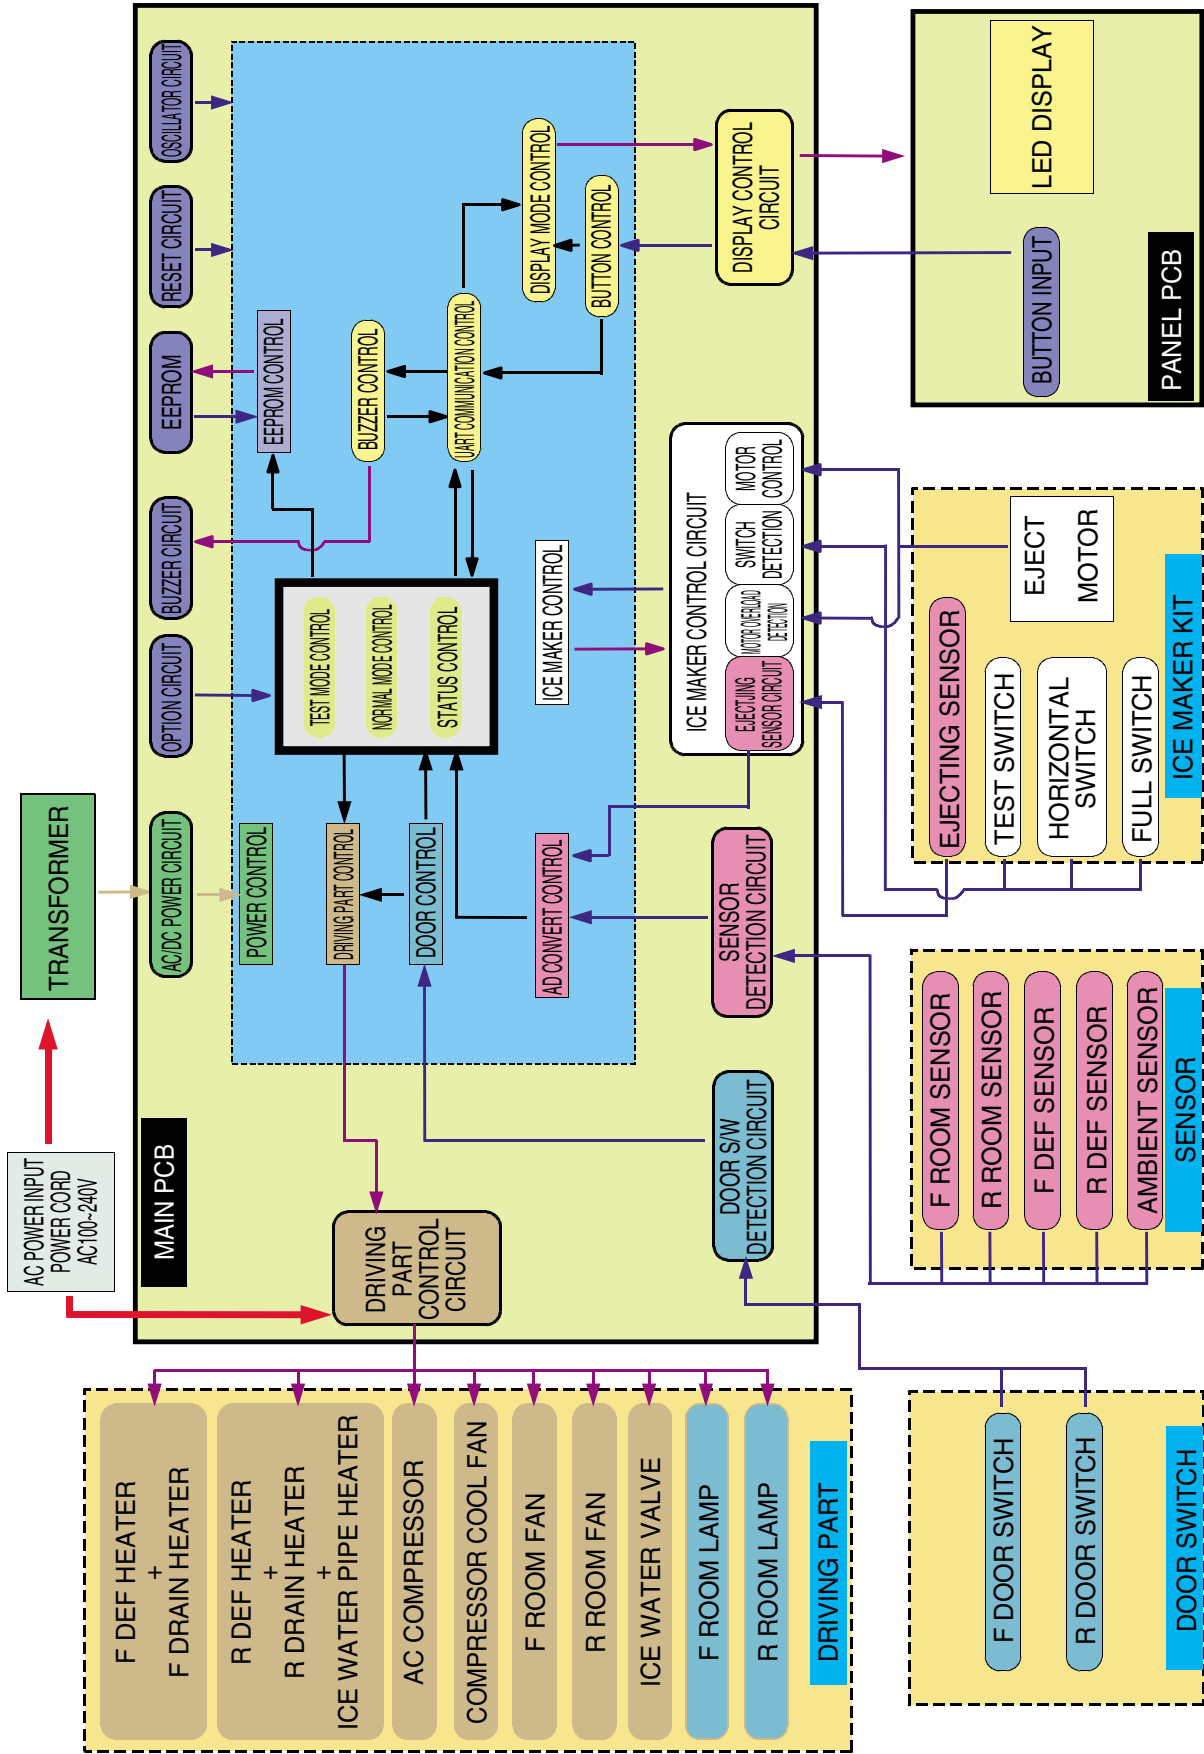 AC POWER INPUT
POWER CORD
AC100~240V
TRANSFORMER
MAIN PCB
AC/DC POWER CIRCUIT
OPTION CIRCUIT
BUZZER CIRCUIT
EEPROM
RESET CIRCUIT
OSCILLATOR CIRCUIT
POWER CONTROL
EEPROM CONTROL
TEST MODE CONTROL
NORMAL MODE CONTROL
STATUS CONTROL
DRIVING PART CONTROL
DOOR CONTROL
BUZZER CONTROL
UART COMMUNICATION CONTROL
DISPLAY MODE CONTROL
BUTTON CONTROL
AD CONVERT CONTROL
ICE MAKER CONTROL
DRIVING
PART
CONTROL
CIRCUIT
DOOR S/W
DETECTION CIRCUIT
SENSOR
DETECTION CIRCUIT
ICE MAKER CONTROL CIRCUIT
EJECTJING
SENSOR CIRCUIT
MOTOR OVERLOAD
DETECTION
SWITCH
DETECTION
MOTOR
CONTROL
DISPLAY CONTROL
CIRCUIT
F DEF HEATER
+
F DRAIN HEATER
R DEF HEATER
+
R DRAIN HEATER
+
ICE WATER PIPE HEATER
AC COMPRESSOR
COMPRESSOR COOL FAN
F ROOM FAN
R ROOM FAN
ICE WATER VALVE
F ROOM LAMP
R ROOM LAMP
DRIVING PART
F DOOR SWITCH
R DOOR SWITCH
DOOR SWITCH
F ROOM SENSOR
R ROOM SENSOR
F DEF SENSOR
R DEF SENSOR
AMBIENT SENSOR
SENSOR
EJECTING SENSOR
TEST SWITCH
HORIZONTAL
SWITCH
FULL SWITCH
EJECT
MOTOR
ICE MAKER KIT
BUTTON INPUT
LED DISPLAY
PANEL PCB